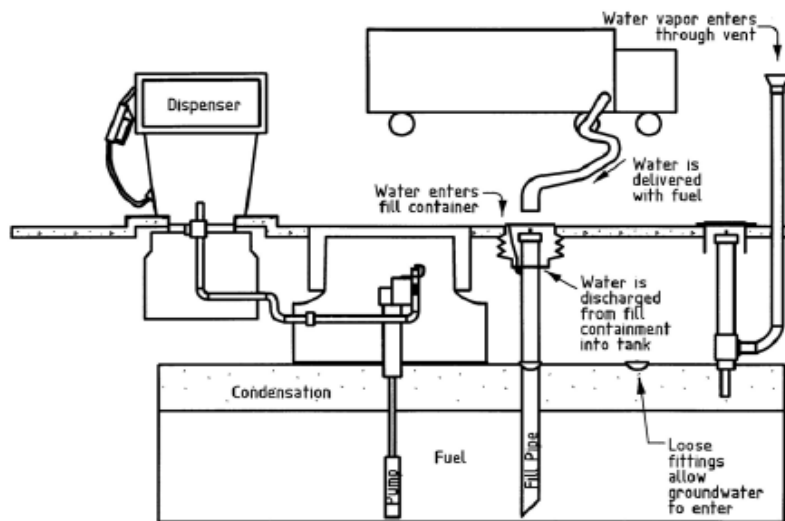 Water vapor enters
through vent
Dispenser
Water is
delivered
with fuel
Water enters
fill container
Water is
discharged
from fill
containment
into tank
Condensation
Fuel
Pump
Fill Pipe
Loose
fittings
allow
groundwater
to enter